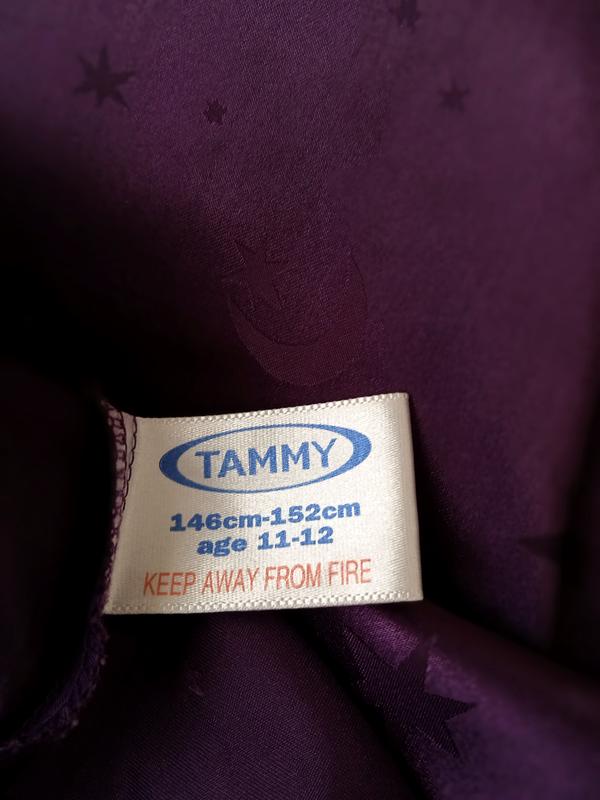 TAMMY
146cm-152cm
age 11-12
KEEP AWAY FROM FIRE